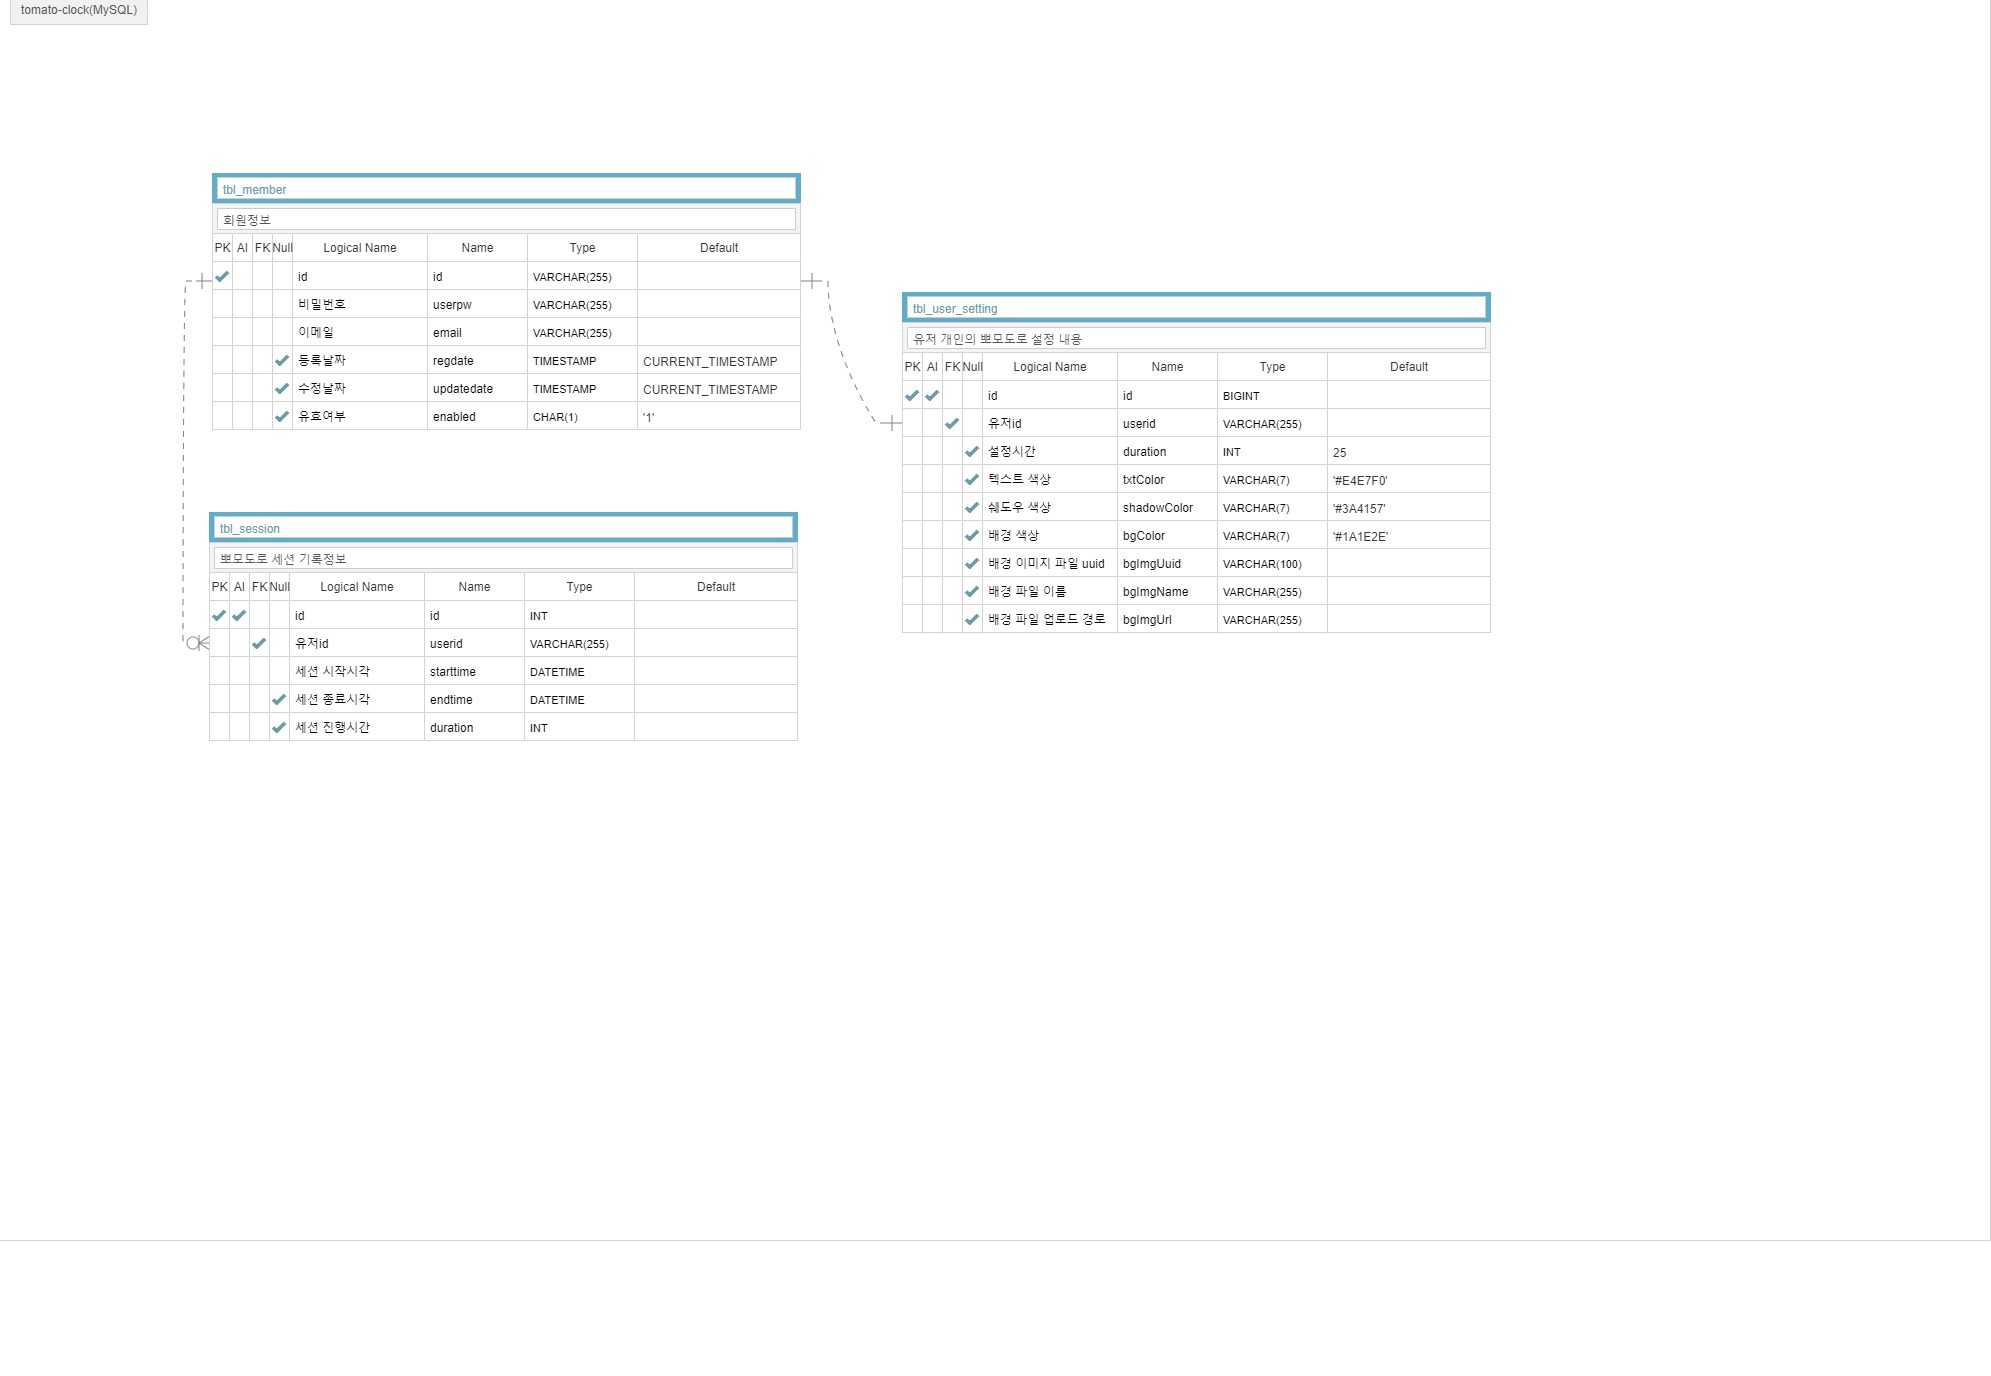 tomato-clock(MySQL)
tbl_member
회원정보
PK AI FK Null Logical Name Name Type Default
id id VARCHAR(255)
비밀번호 userpw VARCHAR(255)
이메일 email VARCHAR(255)
등록날짜 regdate TIMESTAMP CURRENT_TIMESTAMP
수정날짜 updatedate TIMESTAMP CURRENT_TIMESTAMP
유효여부 enabled CHAR(1) '1'
tbl_user_setting
유저 개인의 뽀모도로 설정 내용
PK AI FK Null Logical Name Name Type Default
id id BIGINT
유저id userid VARCHAR(255)
설정시간 duration INT 25
텍스트 색상 txtColor VARCHAR(7) '#E4E7F0'
쉐도우 색상 shadowColor VARCHAR(7) '#3A4157'
배경 색상 bgColor VARCHAR(7) '#1A1E2E'
배경 이미지 파일 uuid bgImgUuid VARCHAR(100)
배경 파일 이름 bgImgName VARCHAR(255)
배경 파일 업로드 경로 bgImgUrl VARCHAR(255)
tbl_session
뽀모도로 세션 기록정보
PK AI FK Null Logical Name Name Type Default
id id INT
유저id userid VARCHAR(255)
세션 시작시각 starttime DATETIME
세션 종료시각 endtime DATETIME
세션 진행시간 duration INT